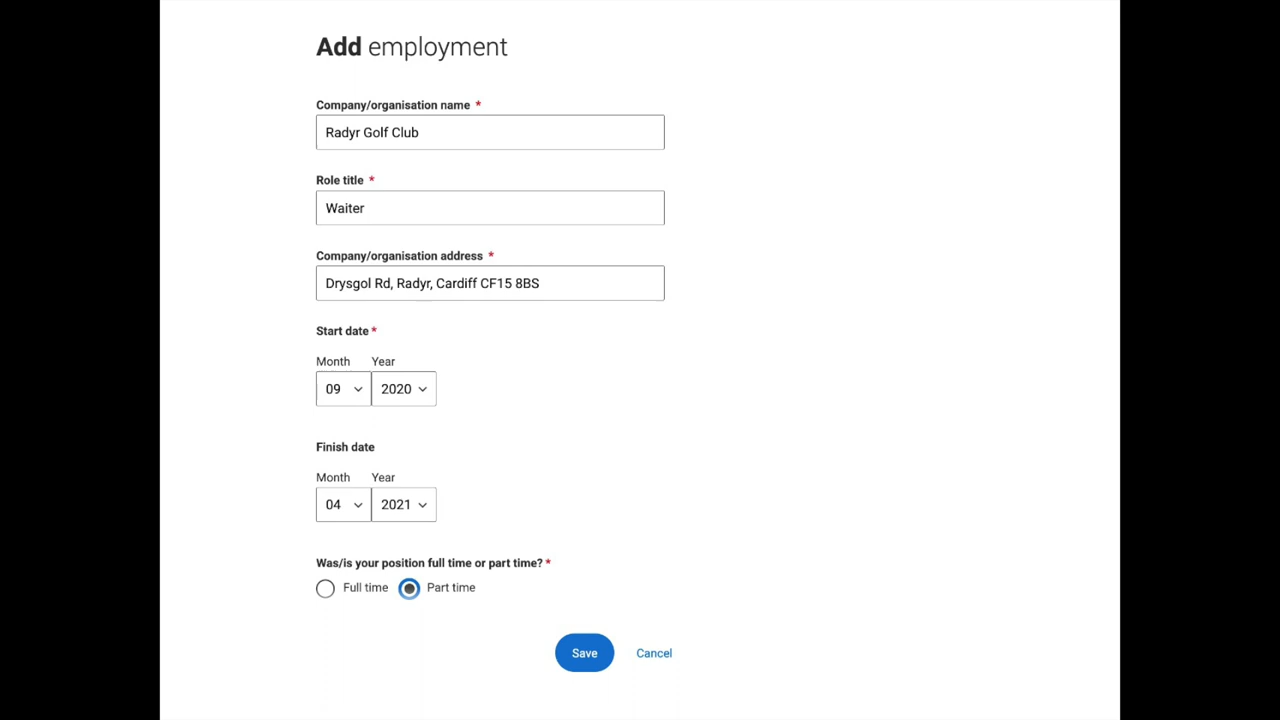 Add employment
Company/organisation name *
Radyr Golf Club
Role title *
Waiter
Company/organisation address *
Drysgol Rd, Radyr, Cardiff CF15 8BS
Start date *
Month Year
09 2020
Finish date
Month Year
04 2021
Was/is your position full time or part time? *
Full time Part time
Save Cancel